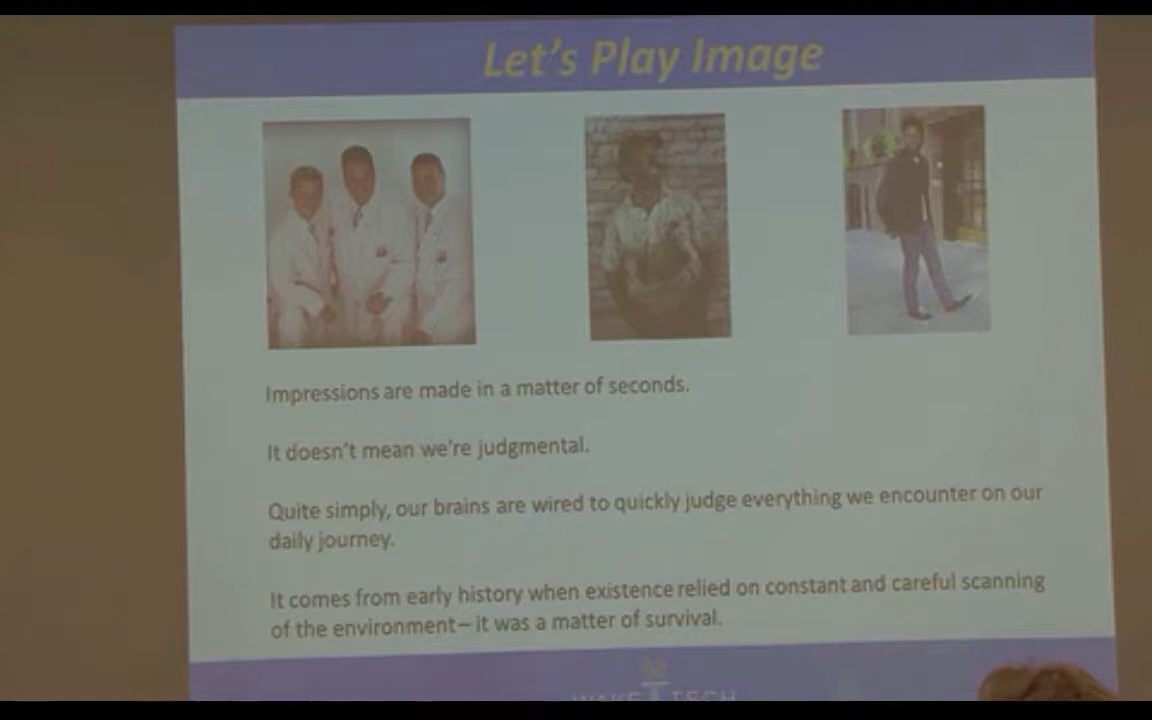 Let's Play Image
Impressions are made in a matter of seconds.
It doesn't mean we're judgmental.
Quite simply, our brains are wired to quickly judge everything we encounter on our
daily journey.
It comes from early history when existence relied on constant and careful scanning
of the environment – it was a matter of survival.
WAKE TECH